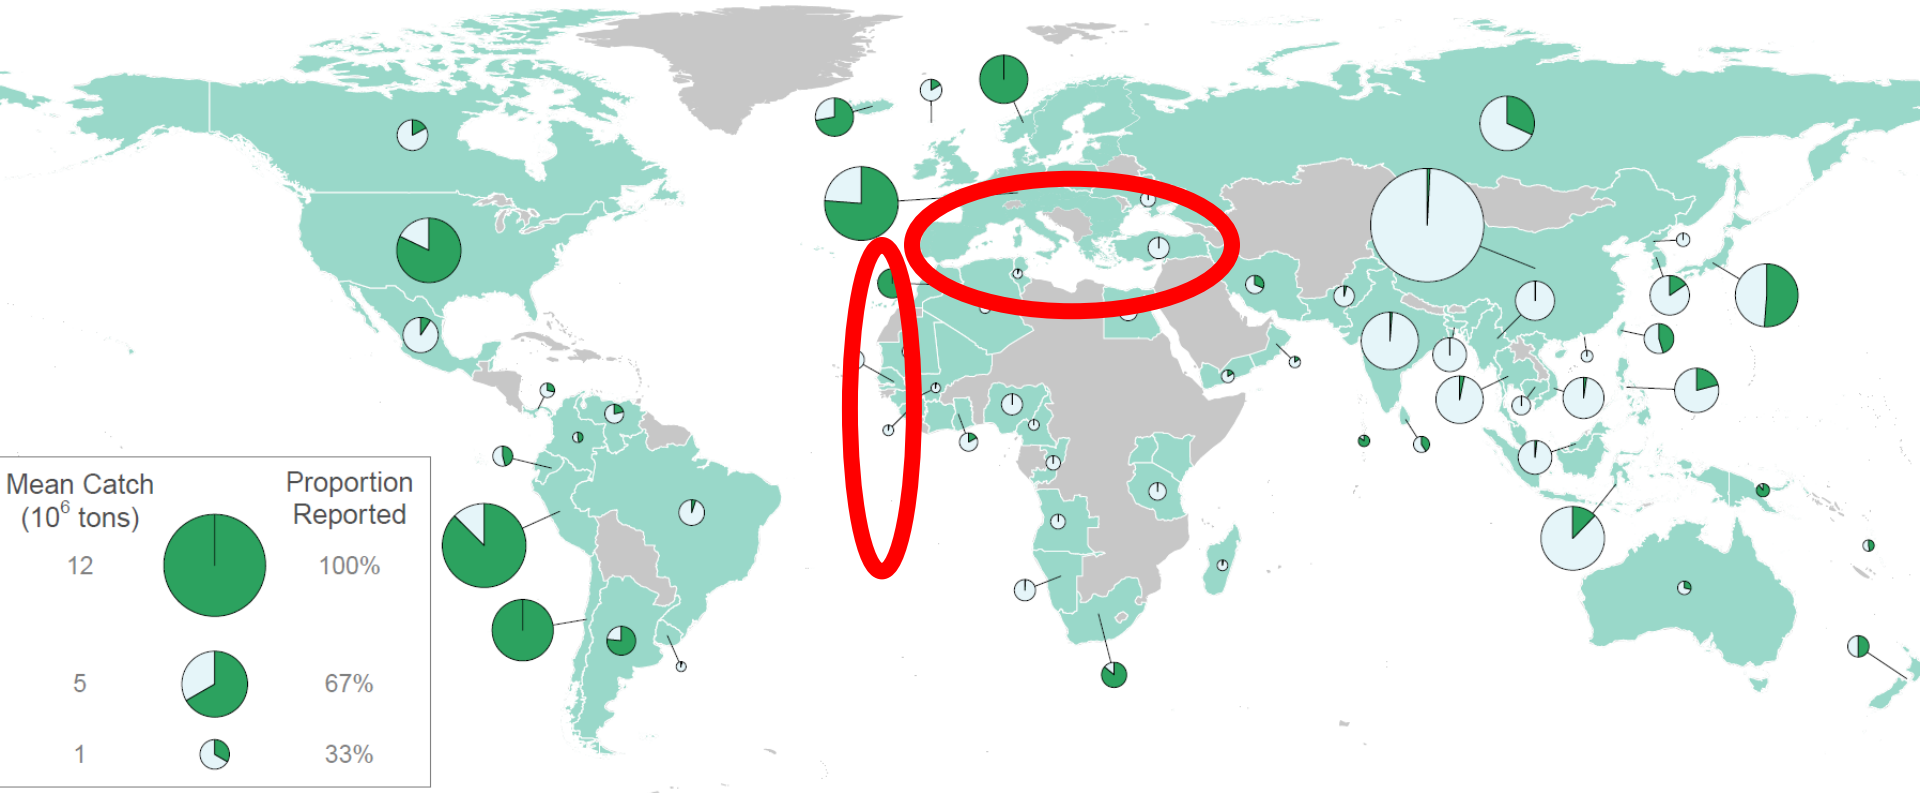 Mean Catch
(10⁶ tons)
Proportion
Reported
12
100%
5
67%
1
33%